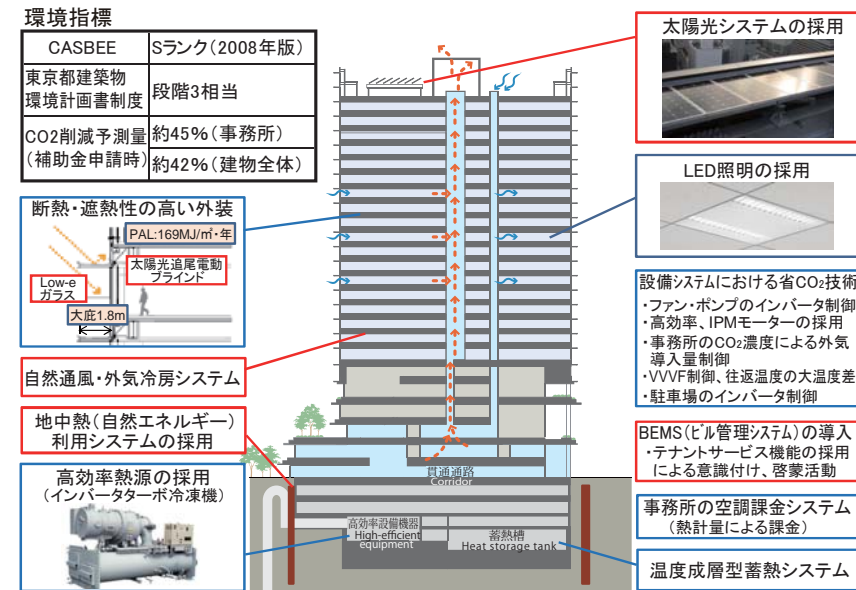 環境指標
CASBEE
Sランク(2008年版)
東京都建築物
環境計画書制度
段階3相当
CO2削減予測量
(補助金申請時)
約45%(事務所)
約42%(建物全体)
断熱・遮熱性の高い外装
PAL:169MJ/㎡・年
太陽光追尾電動
ブラインド
Low-e
ガラス
大庇1.8m
自然通風・外気冷房システム
地中熱(自然エネルギー)
利用システムの採用
高効率熱源の採用
(インバータターボ冷凍機)
貫通通路
Corridor
高効率設備機器
High-efficient
equipment
蓄熱槽
Heat storage tank
太陽光システムの採用
LED照明の採用
設備システムにおける省CO₂技術
・ファン・ポンプのインバータ制御
・高効率、IPMモーターの採用
・事務所のCO₂濃度による外気
導入量制御
・VVVF制御、往返温度の大温度差
・駐車場のインバータ制御
BEMS(ビル管理システム)の導入
・テナントサービス機能の採用
による意識付け、啓蒙活動
事務所の空調課金システム
(熱計量による課金)
温度成層型蓄熱システム